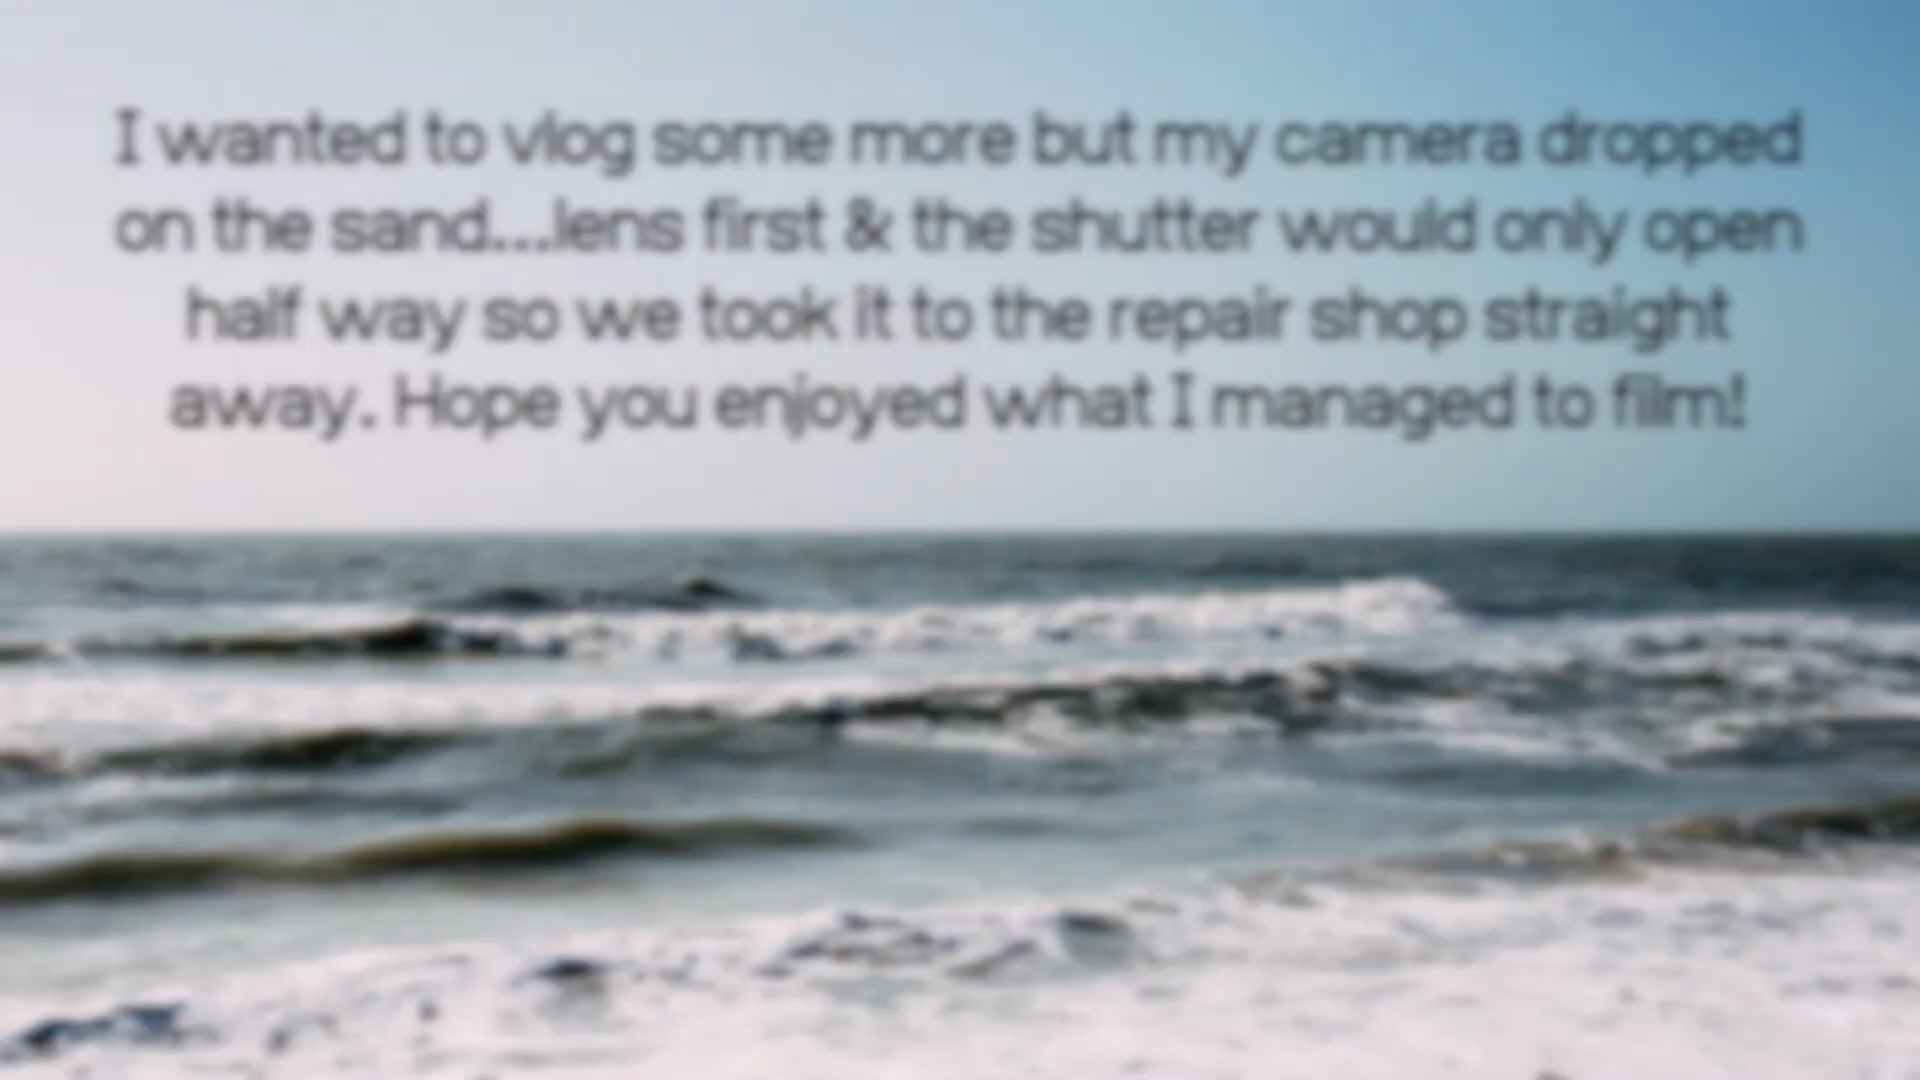 I wanted to vlog some more but my camera dropped
on the sand...lens first & the shutter would only open
half way so we took it to the repair shop straight
away. Hope you enjoyed what I managed to film!